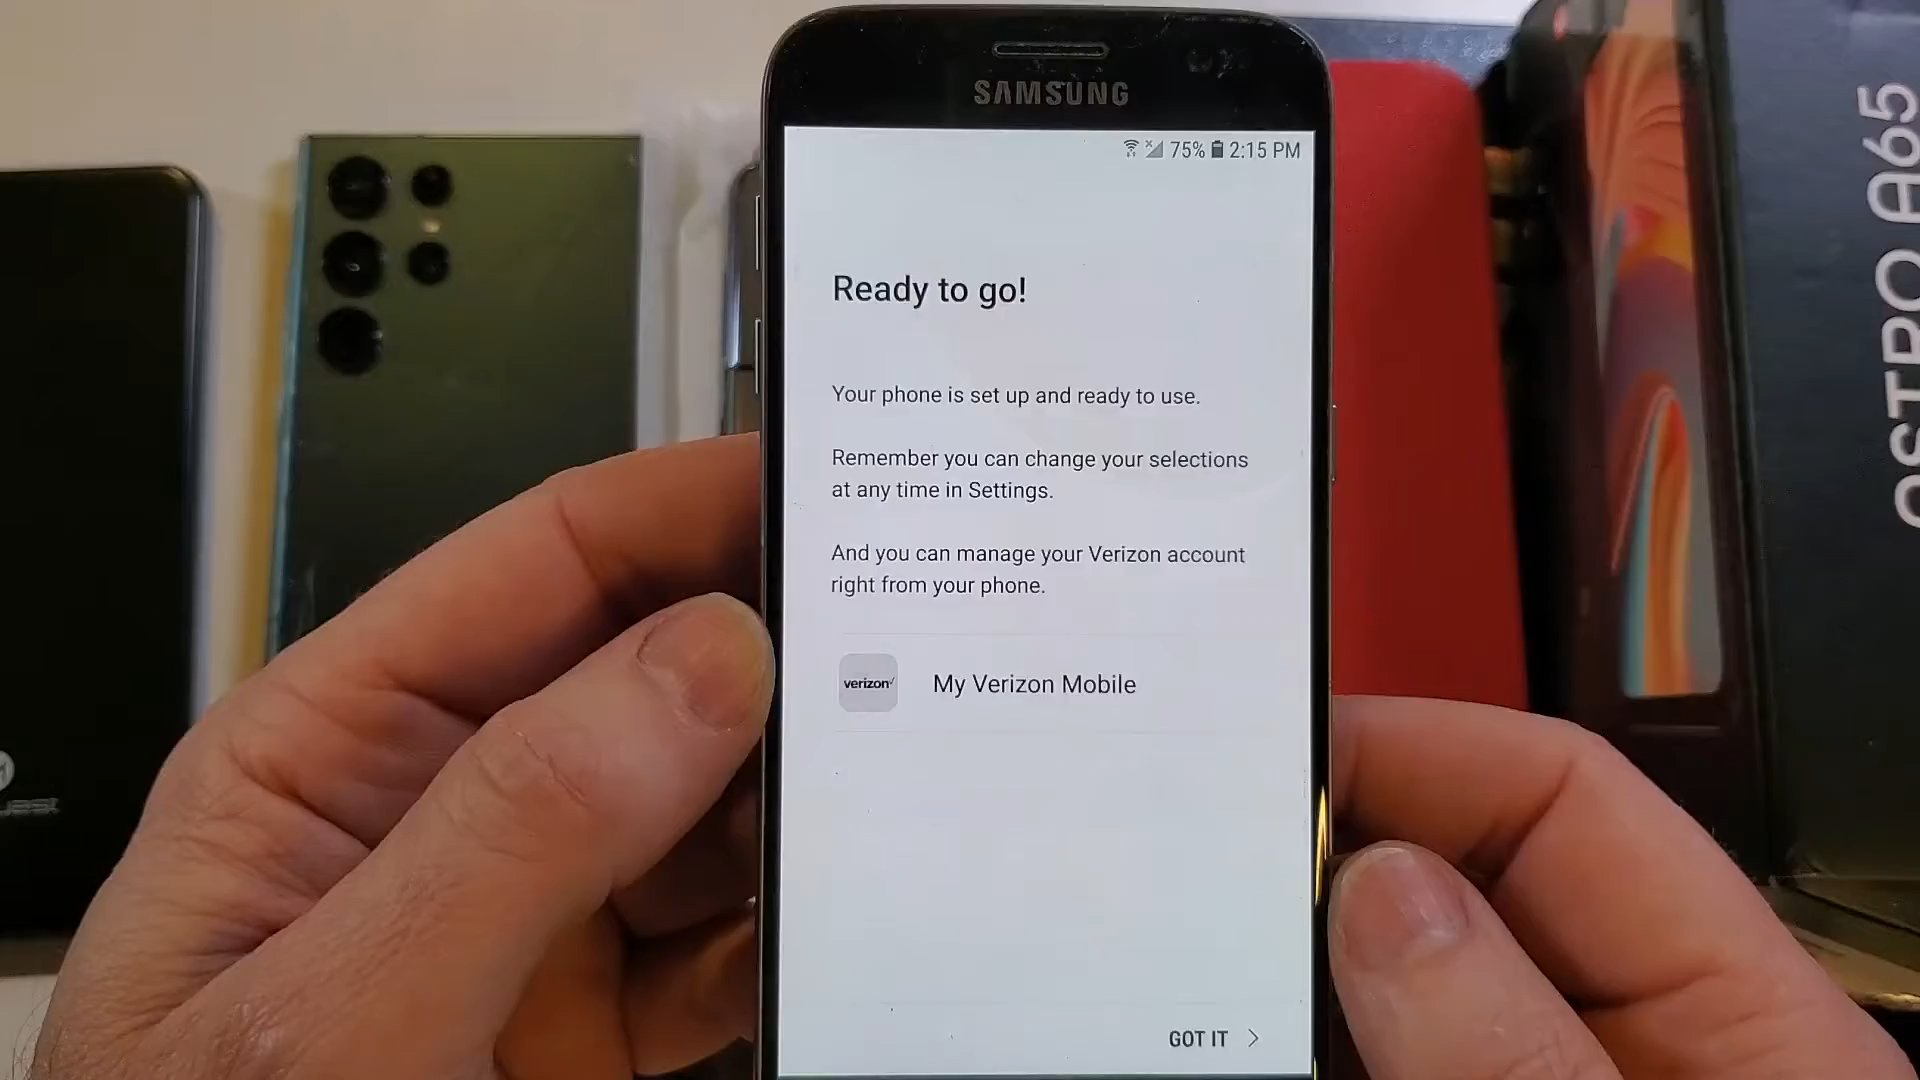 SAMSUNG
75% 2:15 PM
Ready to go!
Your phone is set up and ready to use.
Remember you can change your selections
at any time in Settings.
And you can manage your Verizon account
right from your phone.
verizon
My Verizon Mobile
GOT IT
OSTRO A65